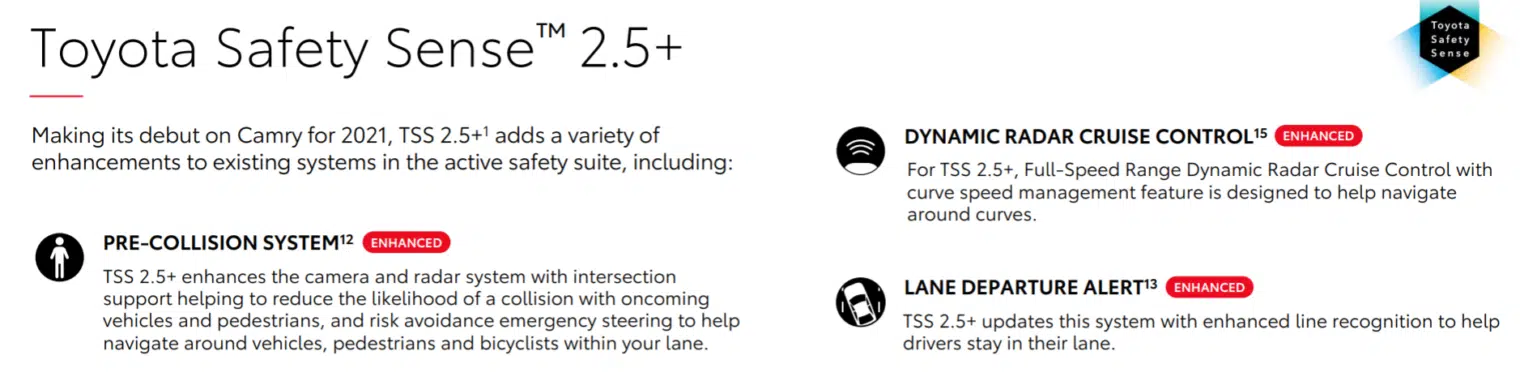 Toyota Safety Sense™ 2.5+
Toyota
Safety
Sense
Making its debut on Camry for 2021, TSS 2.5+¹ adds a variety of
enhancements to existing systems in the active safety suite, including:
PRE-COLLISION SYSTEM¹² ENHANCED
TSS 2.5+ enhances the camera and radar system with intersection
support helping to reduce the likelihood of a collision with oncoming
vehicles and pedestrians, and risk avoidance emergency steering to help
navigate around vehicles, pedestrians and bicyclists within your lane.
DYNAMIC RADAR CRUISE CONTROL¹⁵ ENHANCED
For TSS 2.5+, Full-Speed Range Dynamic Radar Cruise Control with
curve speed management feature is designed to help navigate
around curves.
LANE DEPARTURE ALERT¹³ ENHANCED
TSS 2.5+ updates this system with enhanced line recognition to help
drivers stay in their lane.